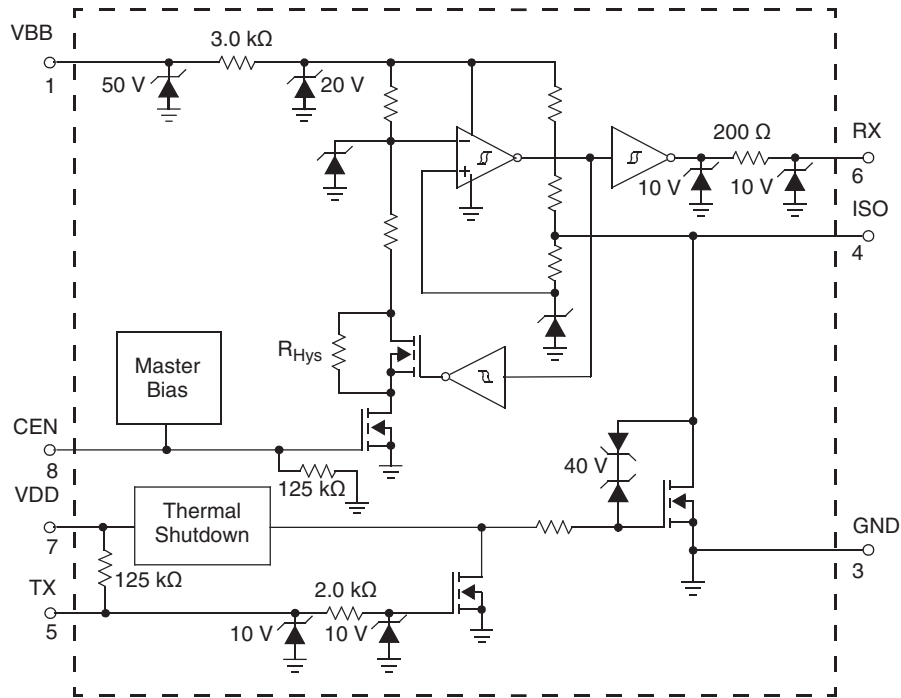 VBB
1
3.0 kΩ
50 V
20 V
200 Ω
RX
6
10 V
10 V
ISO
4
RHys
Master
Bias
CEN
8
125 kΩ
40 V
VDD
7
Thermal
Shutdown
GND
3
125 kΩ
TX
5
2.0 kΩ
10 V
10 V
−
+